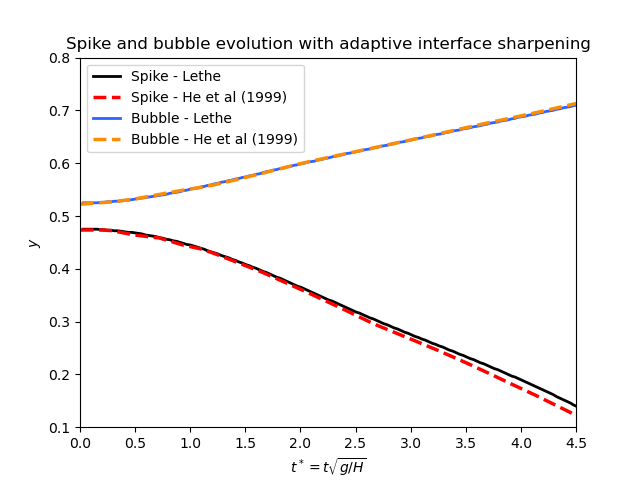 Spike and bubble evolution with adaptive interface sharpening
Spike - Lethe
Spike - He et al (1999)
Bubble - Lethe
Bubble - He et al (1999)
0.8
0.7
0.6
0.5
0.4
0.3
0.2
0.1
y
0.0 0.5 1.0 1.5 2.0 2.5 3.0 3.5 4.0 4.5
t* = t√g/H